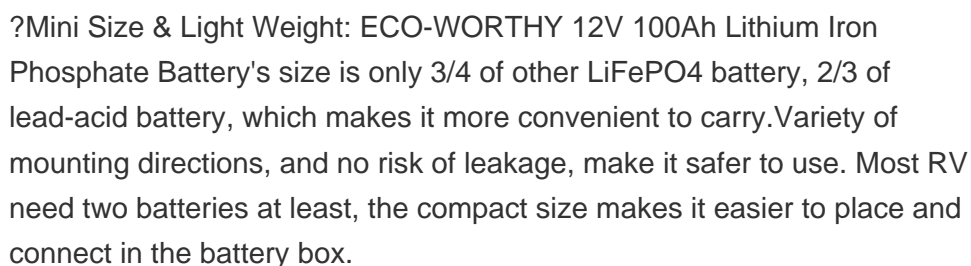 ?Mini Size & Light Weight: ECO-WORTHY 12V 100Ah Lithium Iron
Phosphate Battery's size is only 3/4 of other LiFePO4 battery, 2/3 of
lead-acid battery, which makes it more convenient to carry.Variety of
mounting directions, and no risk of leakage, make it safer to use. Most RV
need two batteries at least, the compact size makes it easier to place and
connect in the battery box.